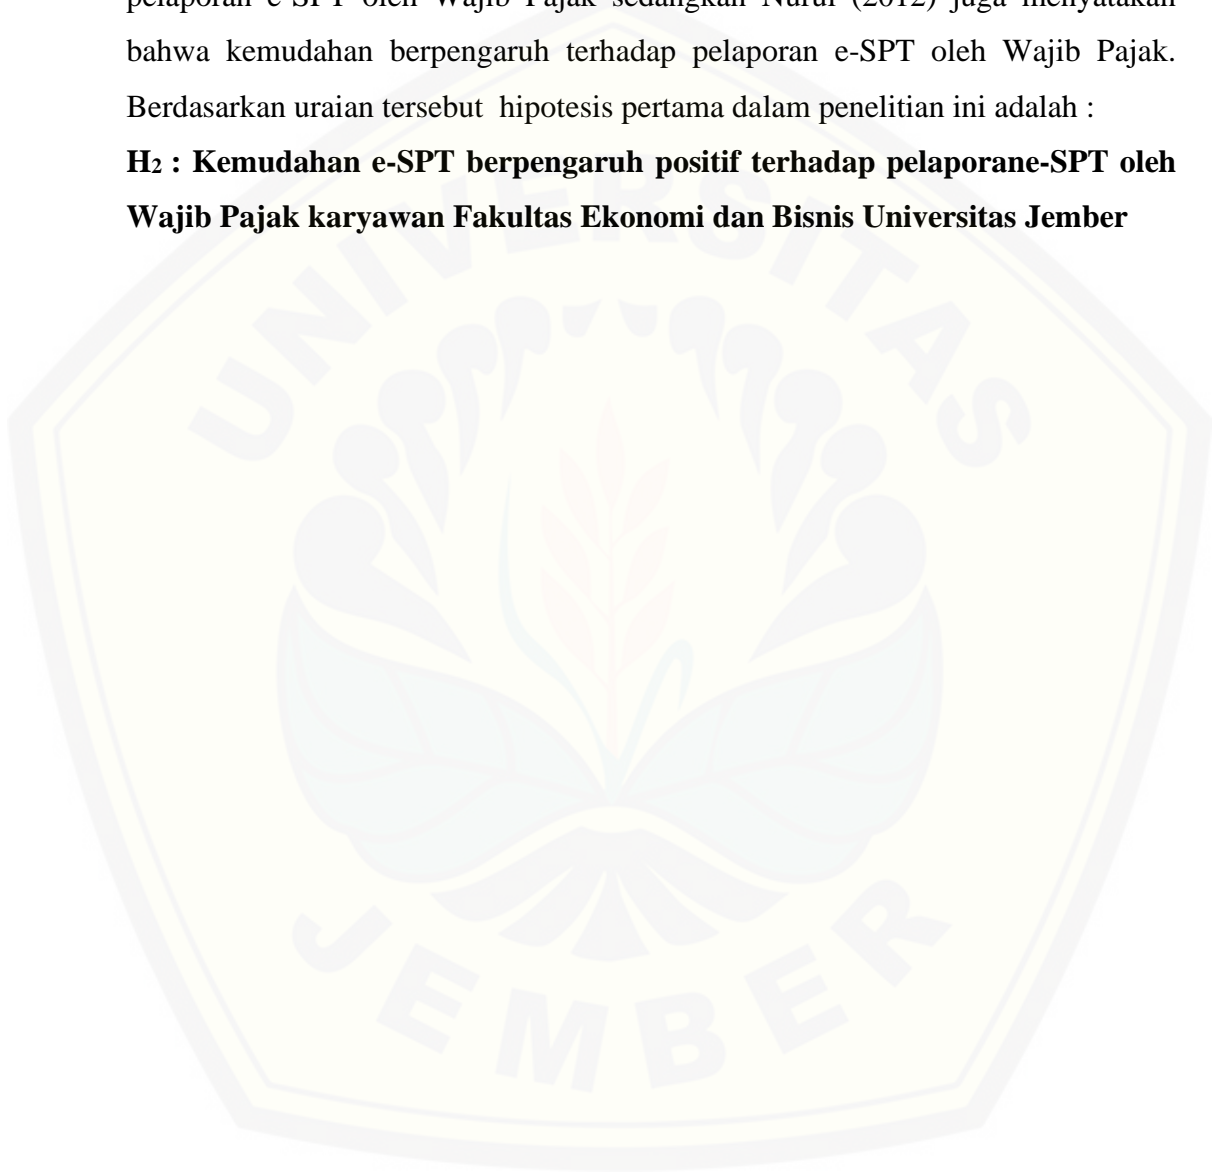 pelaporan e-SPT oleh Wajib Pajak sedangkan Nurul (2012) juga menyatakan
bahwa kemudahan berpengaruh terhadap pelaporan e-SPT oleh Wajib Pajak.
Berdasarkan uraian tersebut hipotesis pertama dalam penelitian ini adalah :
H2 : Kemudahan e-SPT berpengaruh positif terhadap pelaporane-SPT oleh
Wajib Pajak karyawan Fakultas Ekonomi dan Bisnis Universitas Jember
UNIVERSITAS
JEMBER